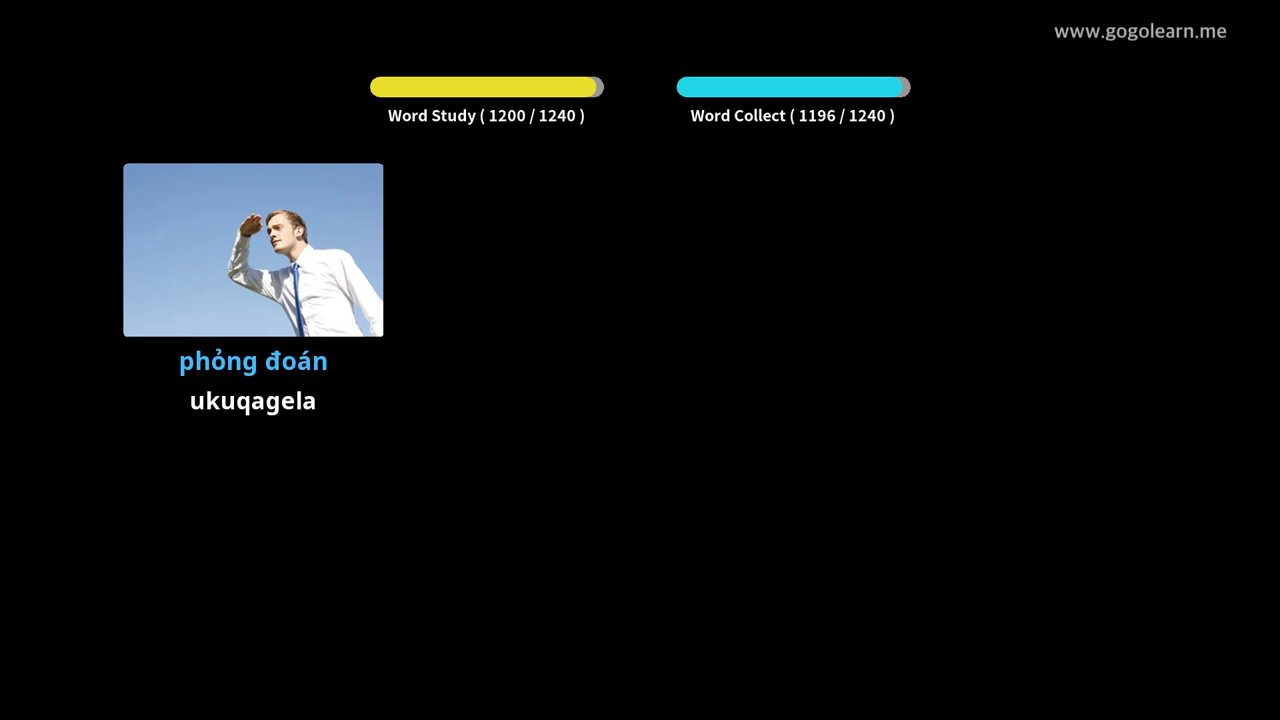 www.gogolearn.me
Word Study ( 1200 / 1240 )
Word Collect ( 1196 / 1240 )
phỏng đoán
ukuqagela